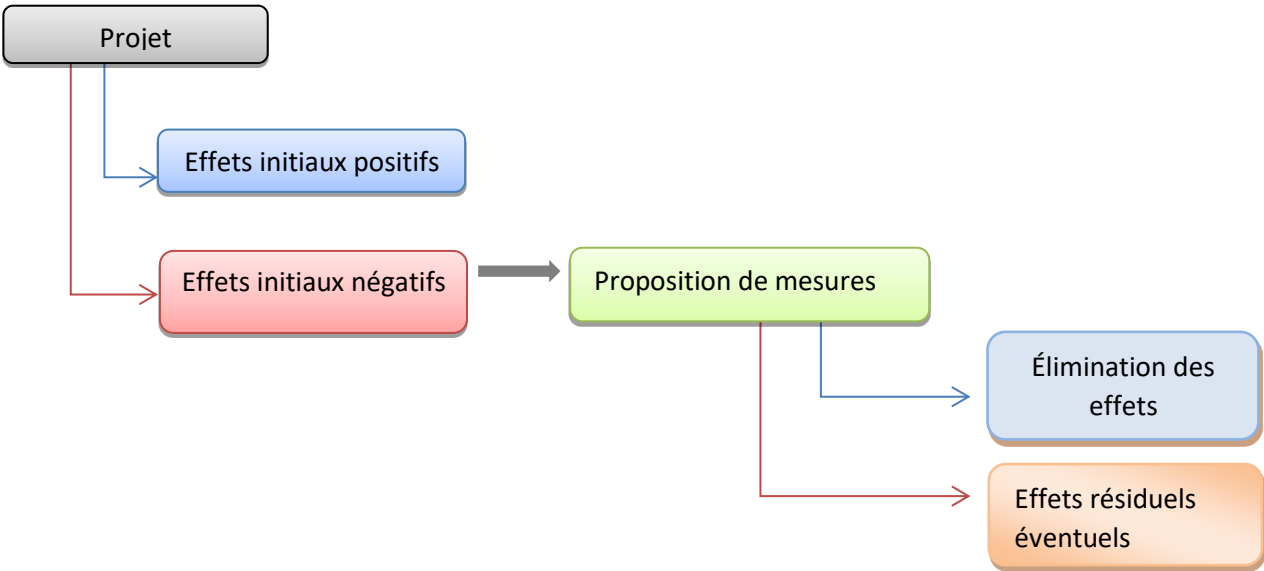 Projet
Effets initiaux positifs
Effets initiaux négatifs
Proposition de mesures
Élimination des
effets
Effets résiduels
éventuels